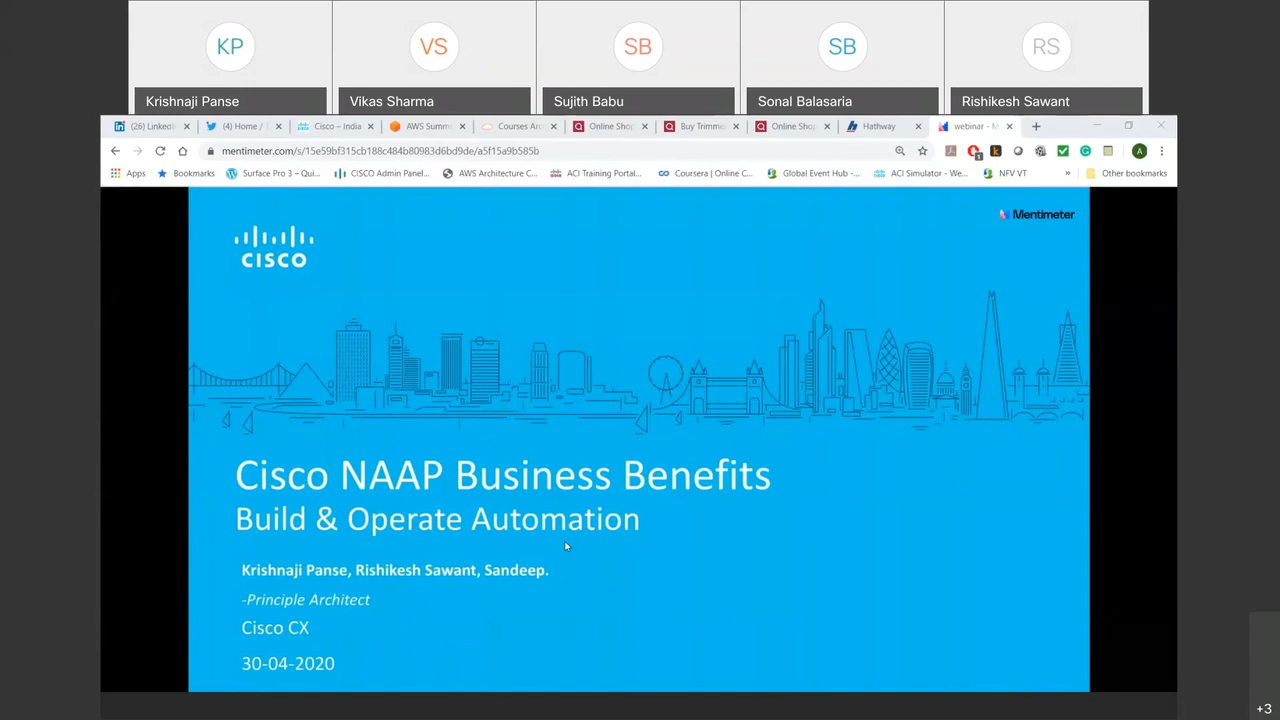 KP
VS
SB
SB
RS
Krishnaji Panse
Vikas Sharma
Sujith Babu
Sonal Balasaria
Rishikesh Sawant
(26) LinkedI
(4) Home / T
Cisco – India
AWS Summ
Courses Arc
Online Shop
Buy Trimme
Online Shop
Hathway
webinar - M
mentimeter.com/s/15e59bf315cb188c484b80983d6bd9de/a5f15a9b585b
A
Apps
Bookmarks
Surface Pro 3 – Qui...
CISCO Admin Panel...
AWS Architecture C...
ACI Training Portal...
Coursera | Online C...
Global Event Hub -...
ACI Simulator - We...
NFV VT
»
Other bookmarks
Mentimeter
CISCO
Cisco NAAP Business Benefits
Build & Operate Automation
Krishnaji Panse, Rishikesh Sawant, Sandeep.
-Principle Architect
Cisco CX
30-04-2020
+3